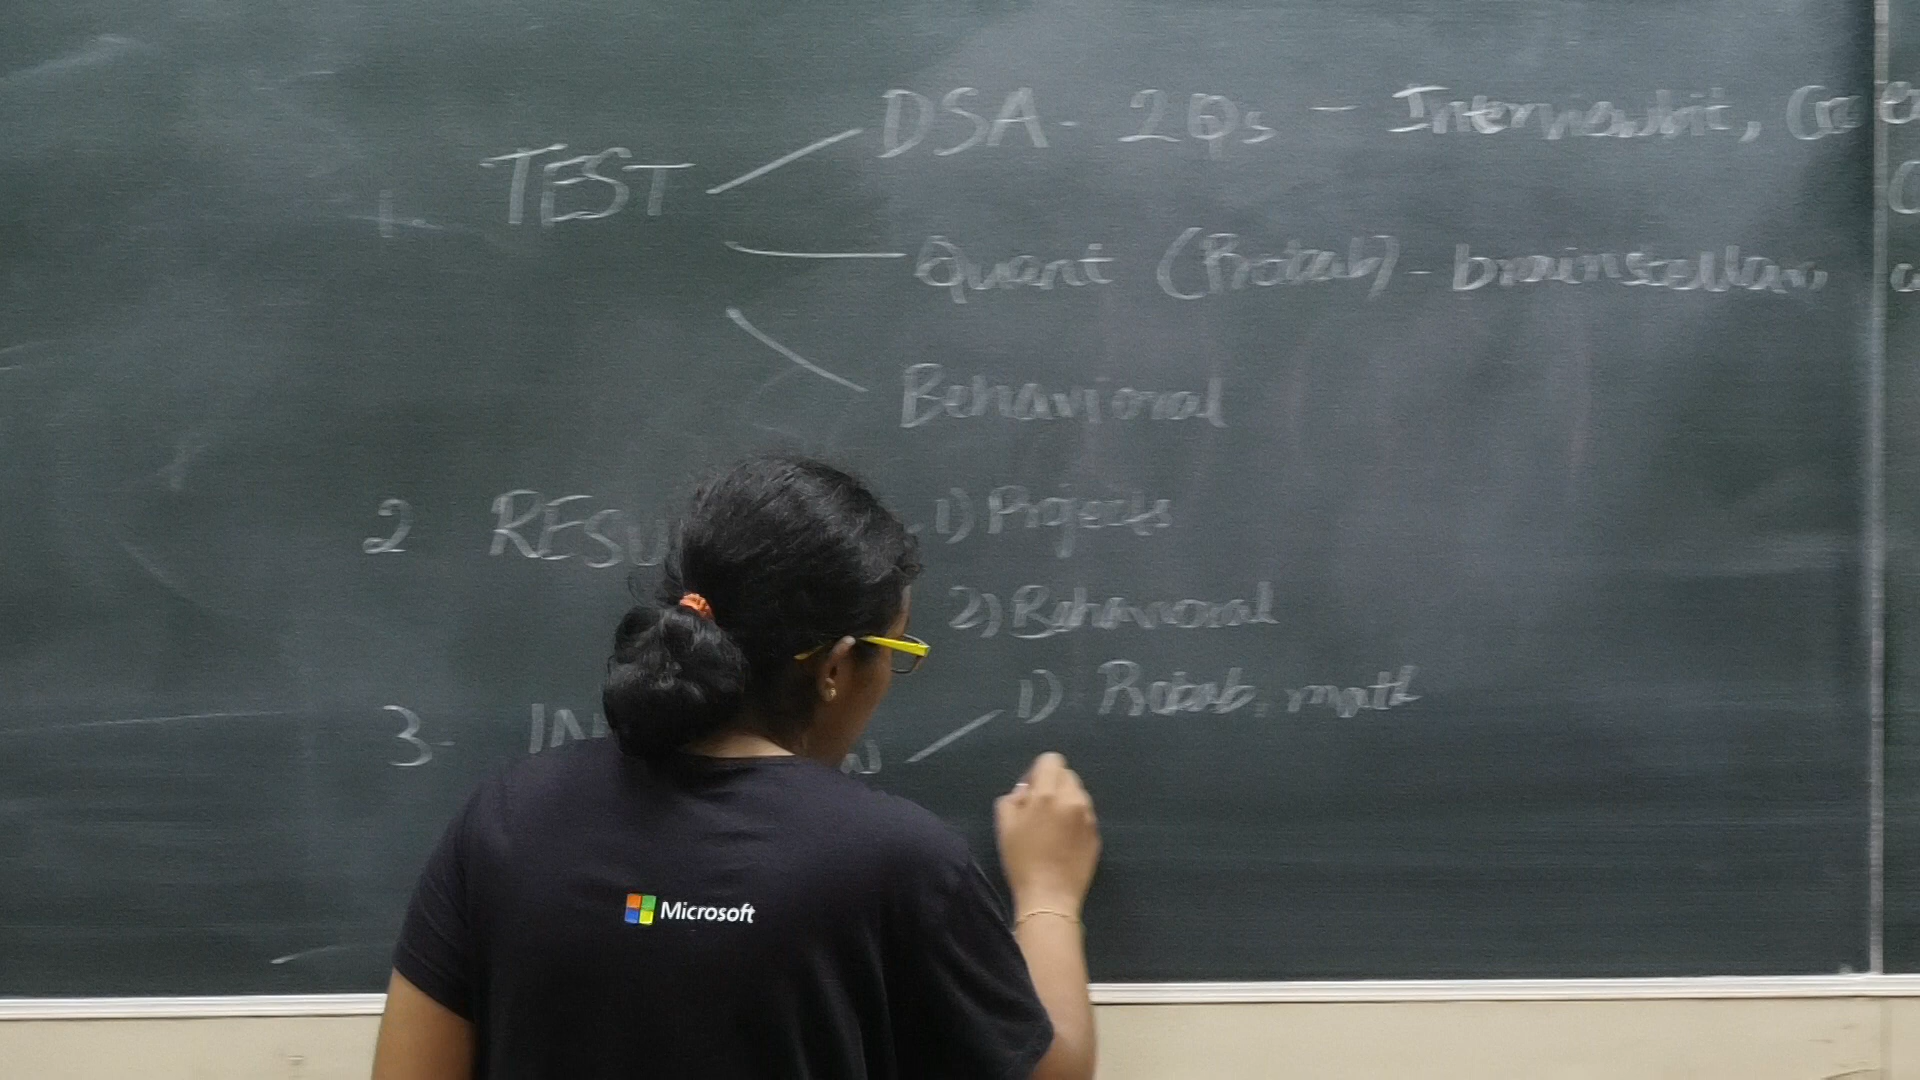 1. TEST
DSA - 2Qs - Interviewbit,
Quant (Probab) - brainstellar,
Behavioral
2 RESU
1) Projects
2) Behavioral
3- IN W
1) Probab, math
Microsoft